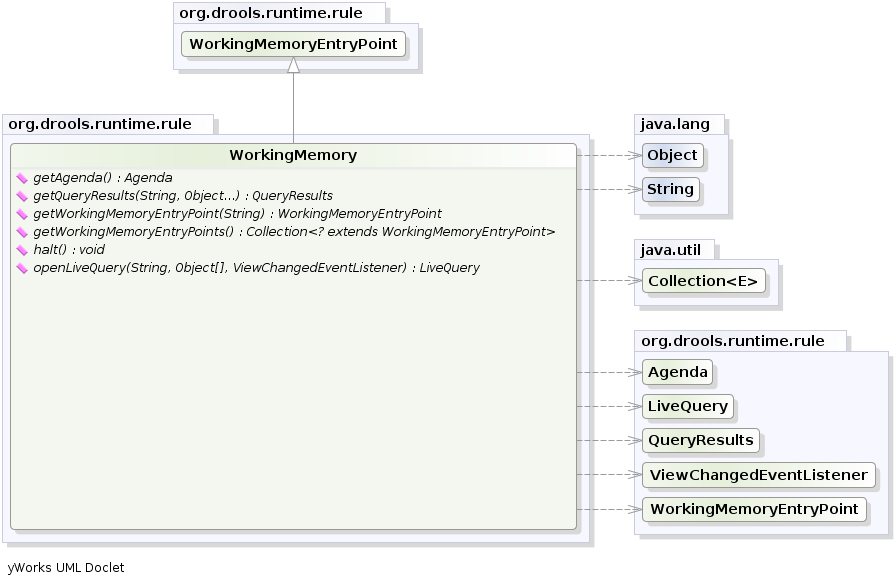 org.drools.runtime.rule
WorkingMemoryEntryPoint
org.drools.runtime.rule
WorkingMemory
getAgenda() : Agenda
getQueryResults(String, Object...) : QueryResults
getWorkingMemoryEntryPoint(String) : WorkingMemoryEntryPoint
getWorkingMemoryEntryPoints() : Collection<? extends WorkingMemoryEntryPoint>
halt() : void
openLiveQuery(String, Object[], ViewChangedEventListener) : LiveQuery
java.lang
Object
String
java.util
Collection<E>
org.drools.runtime.rule
Agenda
LiveQuery
QueryResults
ViewChangedEventListener
WorkingMemoryEntryPoint
yWorks UML Doclet